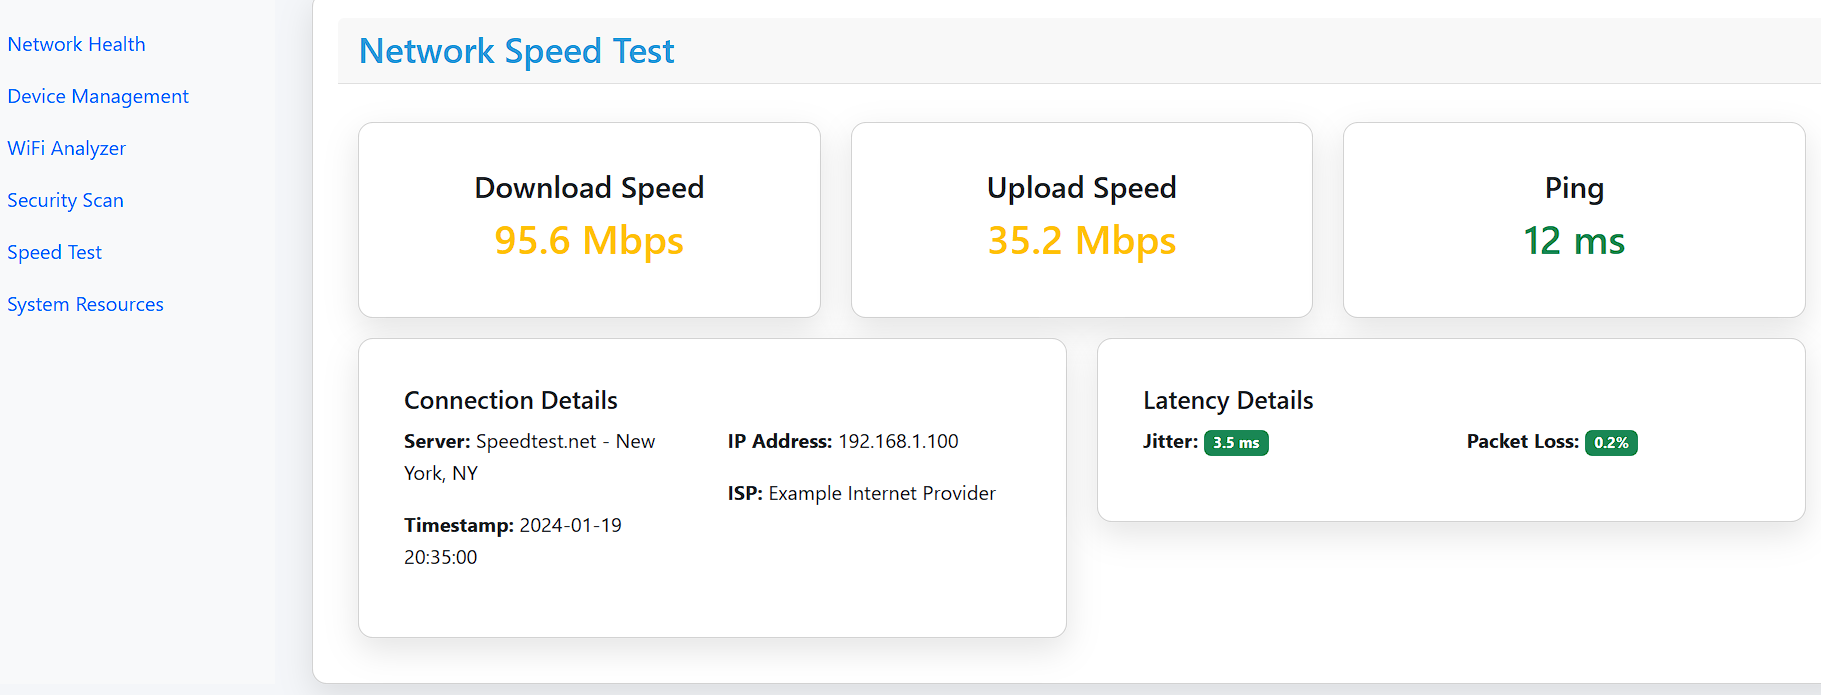 Network Health
Device Management
WiFi Analyzer
Security Scan
Speed Test
System Resources
Network Speed Test
Download Speed
95.6 Mbps
Upload Speed
35.2 Mbps
Ping
12 ms
Connection Details
Server: Speedtest.net - New
York, NY
Timestamp: 2024-01-19
20:35:00
IP Address: 192.168.1.100
ISP: Example Internet Provider
Latency Details
Jitter: 3.5 ms
Packet Loss: 0.2%